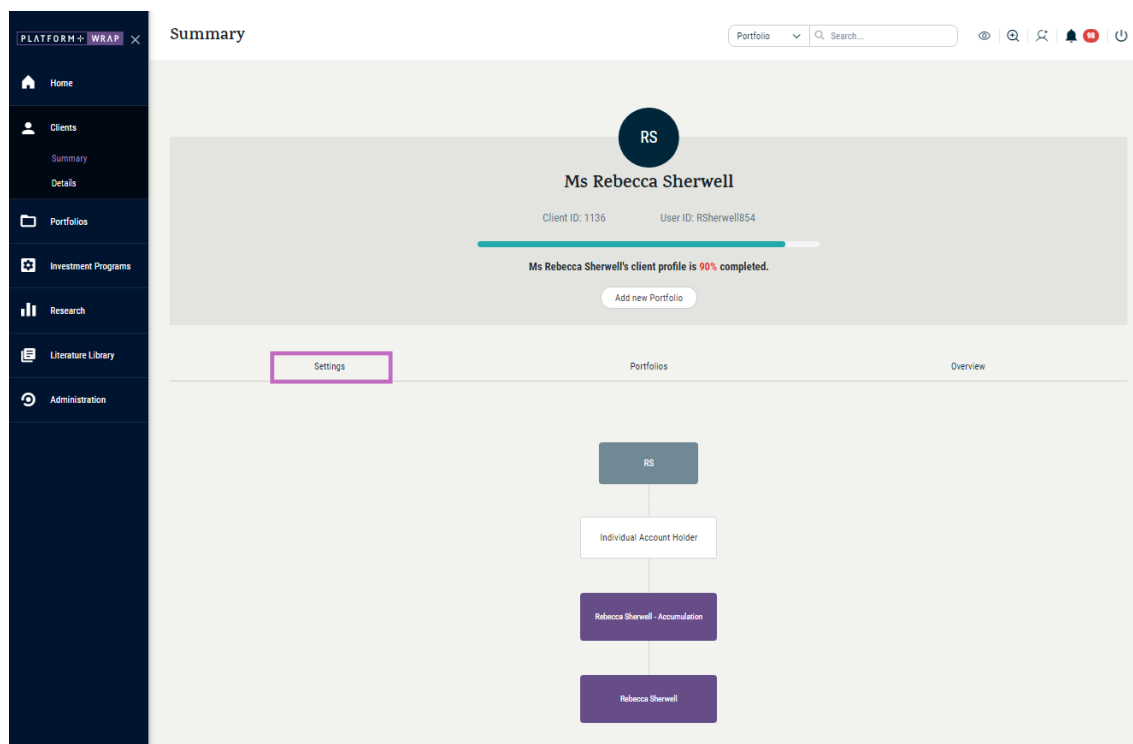 PLATFORM+ WRAP
Summary
Portfolio
Search...
98
Home
Clients
Summary
Details
Portfolios
Investment Programs
Research
Literature Library
Administration
RS
Ms Rebecca Sherwell
Client ID: 1136 User ID: RSherwell854
Ms Rebecca Sherwell's client profile is 90% completed.
Add new Portfolio
Settings Portfolios Overview
RS
Individual Account Holder
Rebecca Sherwell - Accumulation
Rebecca Sherwell